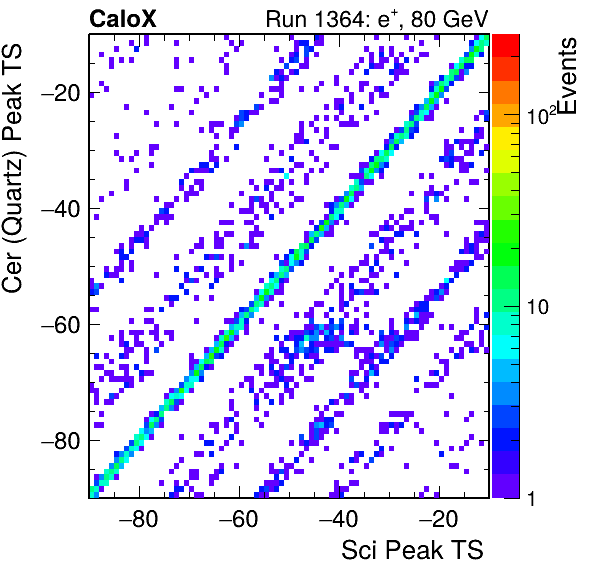 CaloX Run 1364: e⁺, 80 GeV
Cer (Quartz) Peak TS
−20
−40
−60
−80
−80 −60 −40 −20
Sci Peak TS
Events
10²
10
1